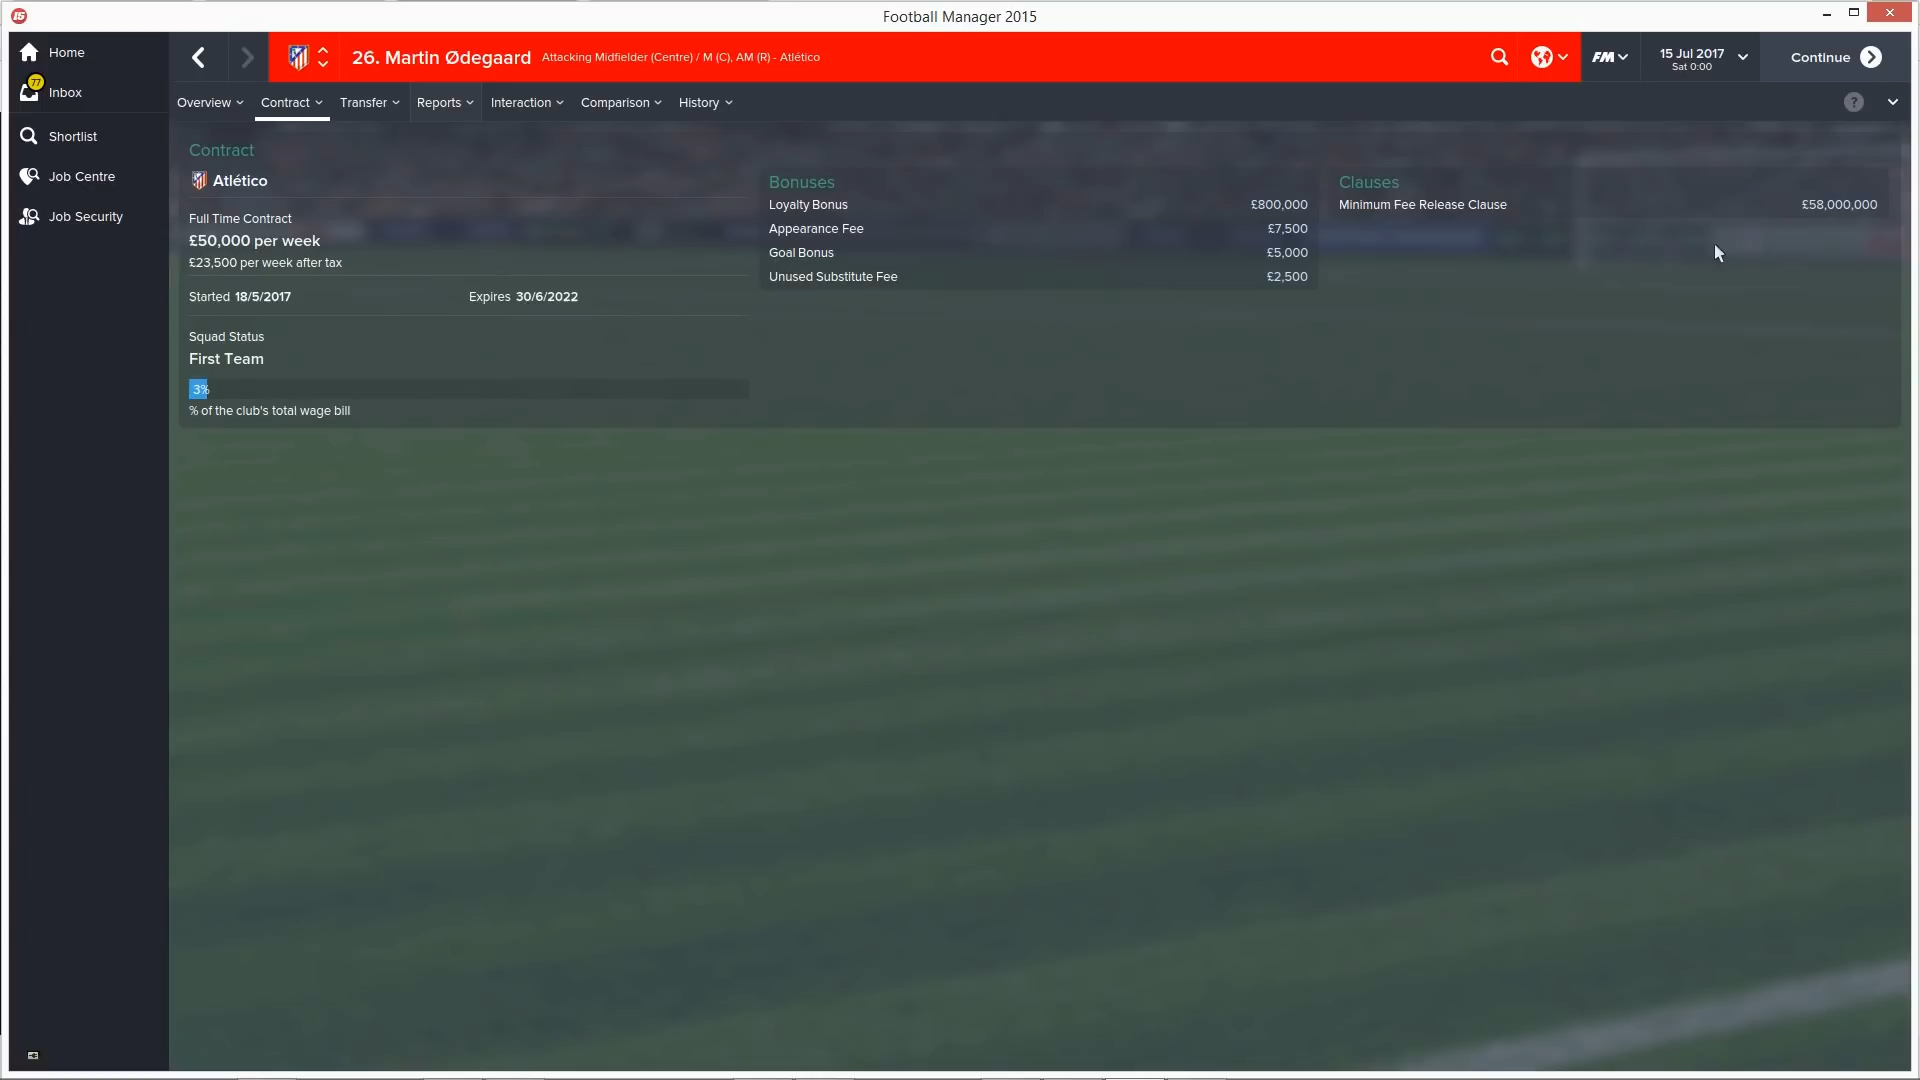 15
Football Manager 2015
Home
77
Inbox
Shortlist
Job Centre
Job Security
26. Martin Ødegaard Attacking Midfielder (Centre) / M (C), AM (R) - Atlético
FM
15 Jul 2017
Sat 0:00
Continue
Overview Contract Transfer Reports Interaction Comparison History
?
Contract
Atlético
Full Time Contract
£50,000 per week
£23,500 per week after tax
Started 18/5/2017 Expires 30/6/2022
Squad Status
First Team
3%
% of the club's total wage bill
Bonuses
Loyalty Bonus £800,000
Appearance Fee £7,500
Goal Bonus £5,000
Unused Substitute Fee £2,500
Clauses
Minimum Fee Release Clause £58,000,000